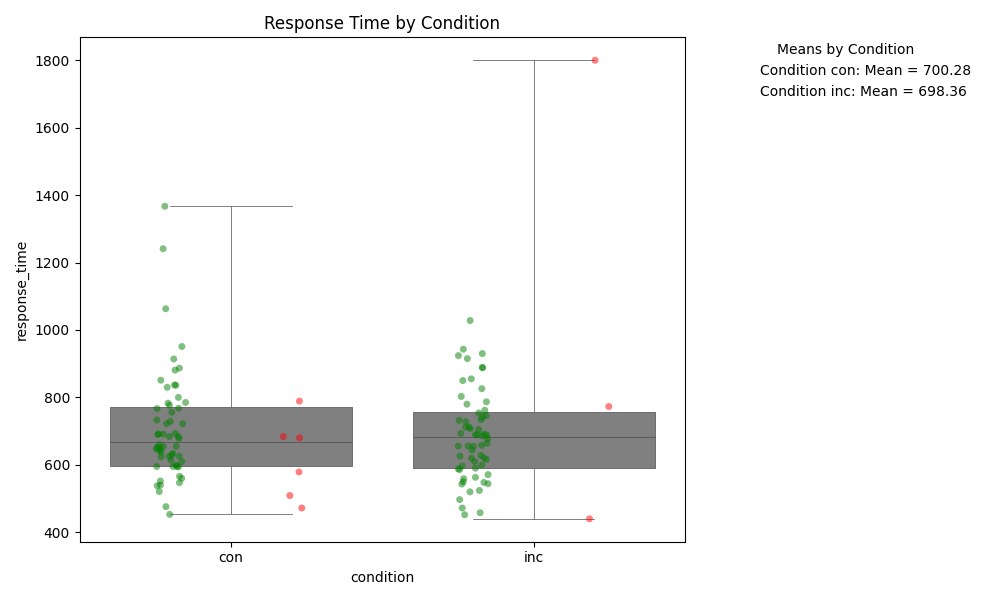 Response Time by Condition
Means by Condition
Condition con: Mean = 700.28
Condition inc: Mean = 698.36
1800
1600
1400
1200
1000
800
600
400
response_time
con
inc
condition